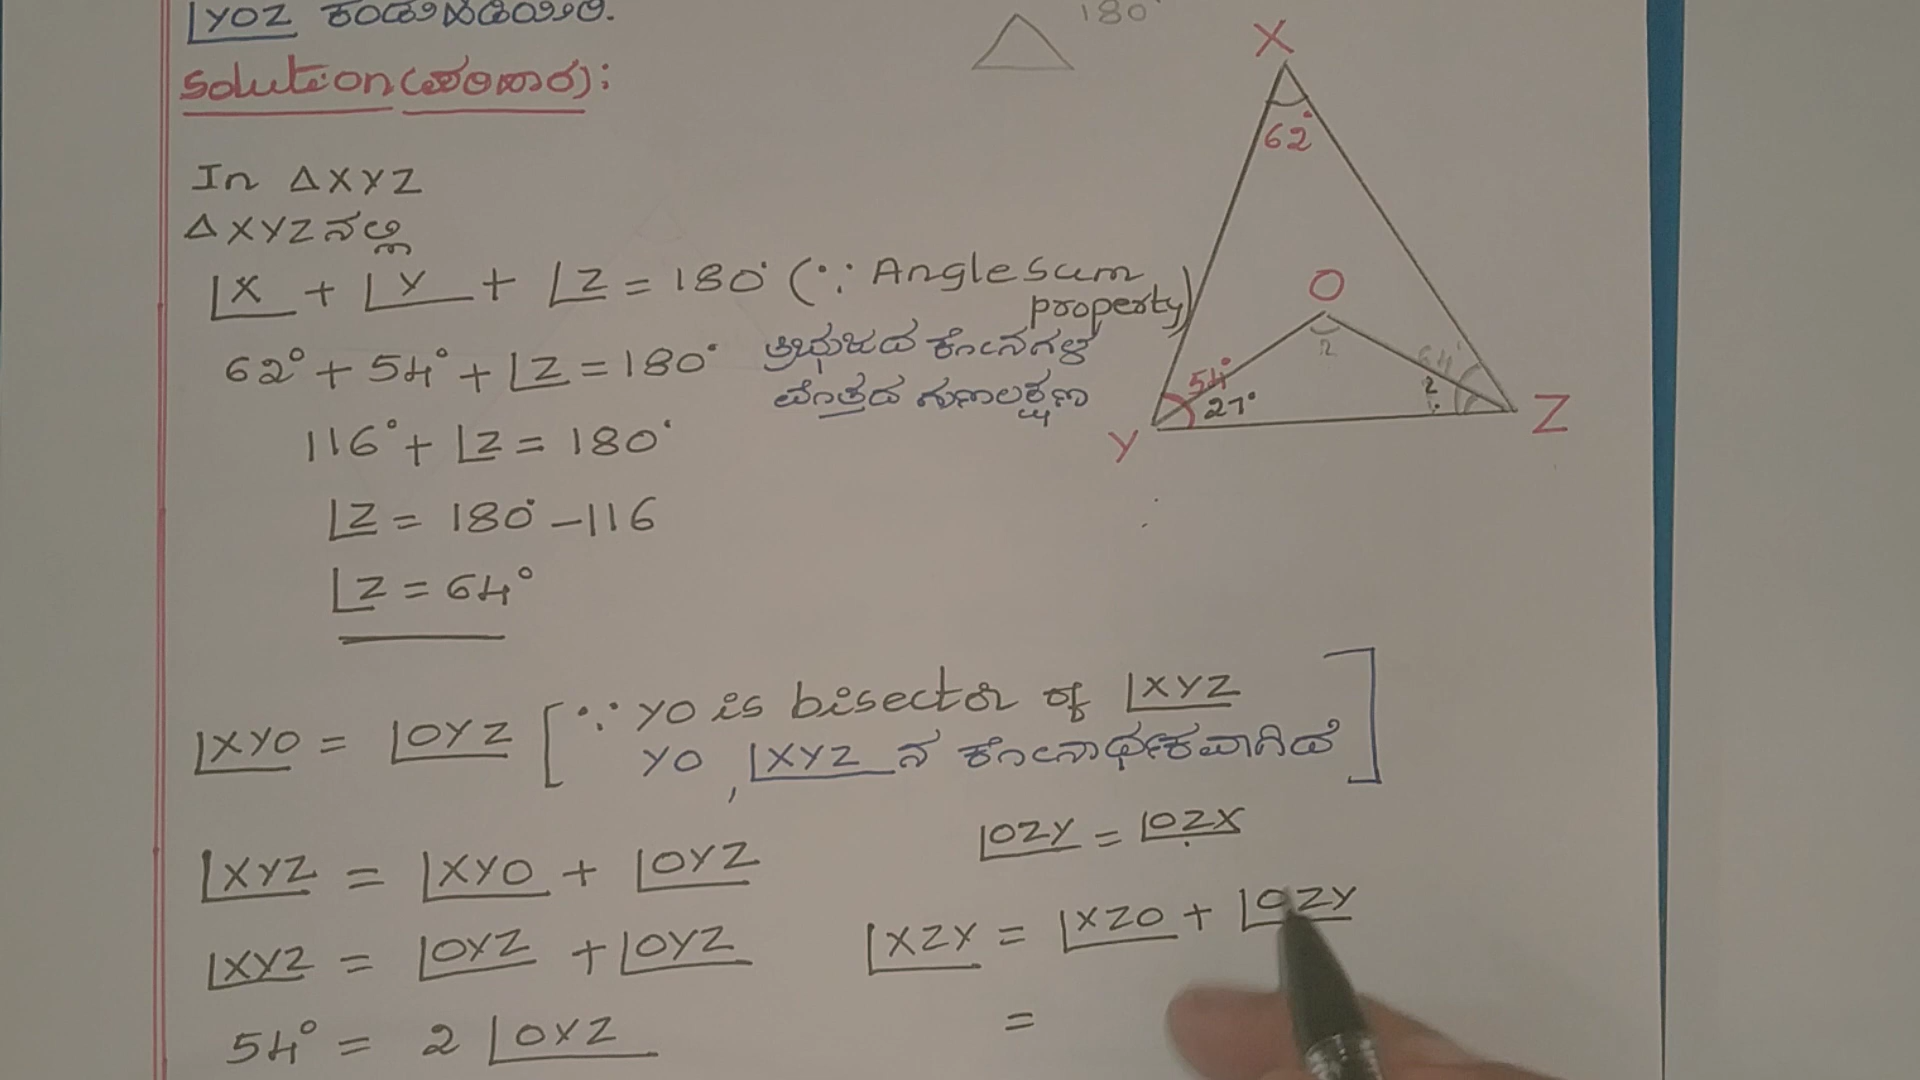 ∟YOZ ಕಂಡುಹಿಡಿಯಿರಿ.
Solution (ಪರಿಹಾರ):
In ΔXYZ
ΔXYZ ನಲ್ಲಿ
∟X + ∟Y + ∟Z = 180° (∵ Angle sum
property)
62° + 54° + ∟Z = 180°
ತ್ರಿಭುಜದ ಕೋನಗಳ
ಮೊತ್ತದ ಗುಣಲಕ್ಷಣ
116° + ∟Z = 180°
∟Z = 180° - 116
∟Z = 64°
∟XYO = ∟OYZ [∵ YO is bisector of ∟XYZ
YO, ∟XYZ ನ ಕೋನಾರ್ಧಕವಾಗಿದೆ]
∟XYZ = ∟XYO + ∟OYZ
∟XYZ = ∟OYZ + ∟OYZ
54° = 2 ∟OYZ
∟OZY = ∟OZX
∟XZY = ∟XZO + ∟OZY
=
180°
X
62°
O
?
54°
27°
64°
?
Y
Z